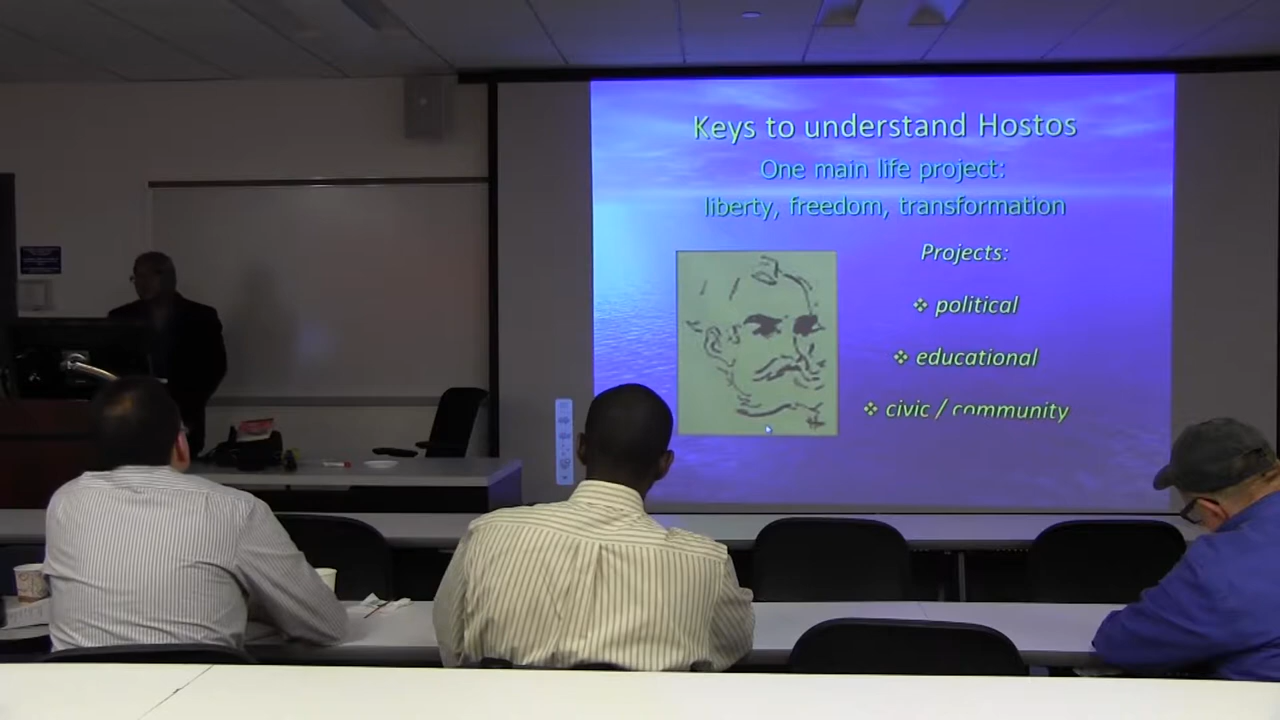 Keys to understand Hostos
One main life project:
liberty, freedom, transformation
Projects:
❖ political
❖ educational
❖ civic / community